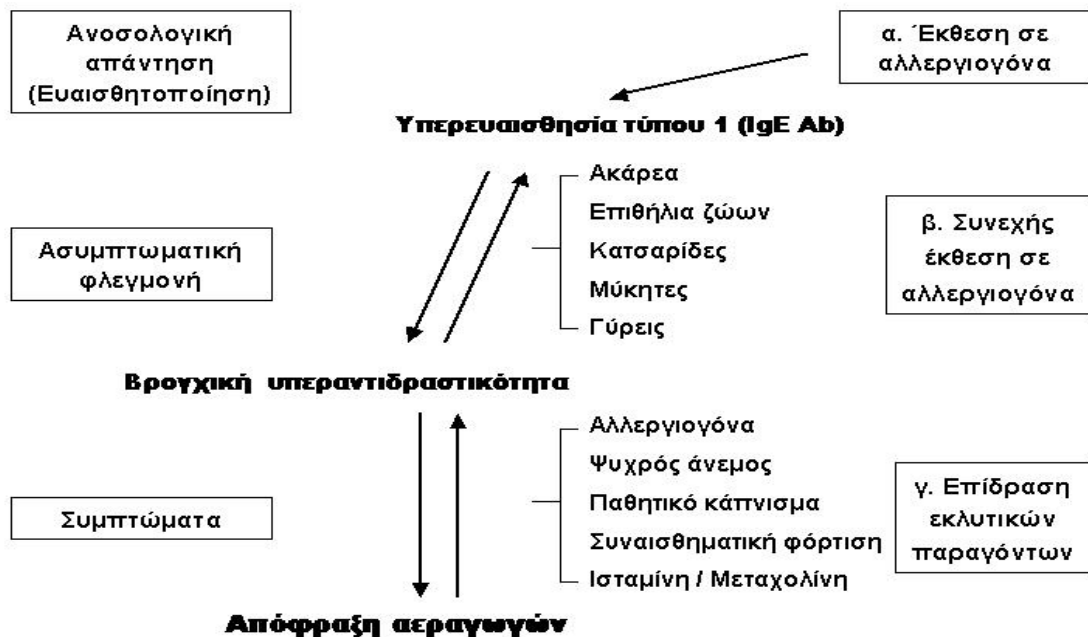 Ανοσολογική
απάντηση
(Ευαισθητοποίηση)
α. Έκθεση σε
αλλεργιογόνα
Υπερευαισθησία τύπου 1 (IgE Ab)
Ακάρεα
Επιθήλια ζώων
Κατσαρίδες
Μύκητες
Γύρεις
Ασυμπτωματική
φλεγμονή
β. Συνεχής
έκθεση σε
αλλεργιογόνα
Βρογχική υπεραντιδραστικότητα
Αλλεργιογόνα
Ψυχρός άνεμος
Παθητικό κάπνισμα
Συναισθηματική φόρτιση
Ισταμίνη / Μεταχολίνη
Συμπτώματα
γ. Επίδραση
εκλυτικών
παραγόντων
Απόφραξη αεραγωγών